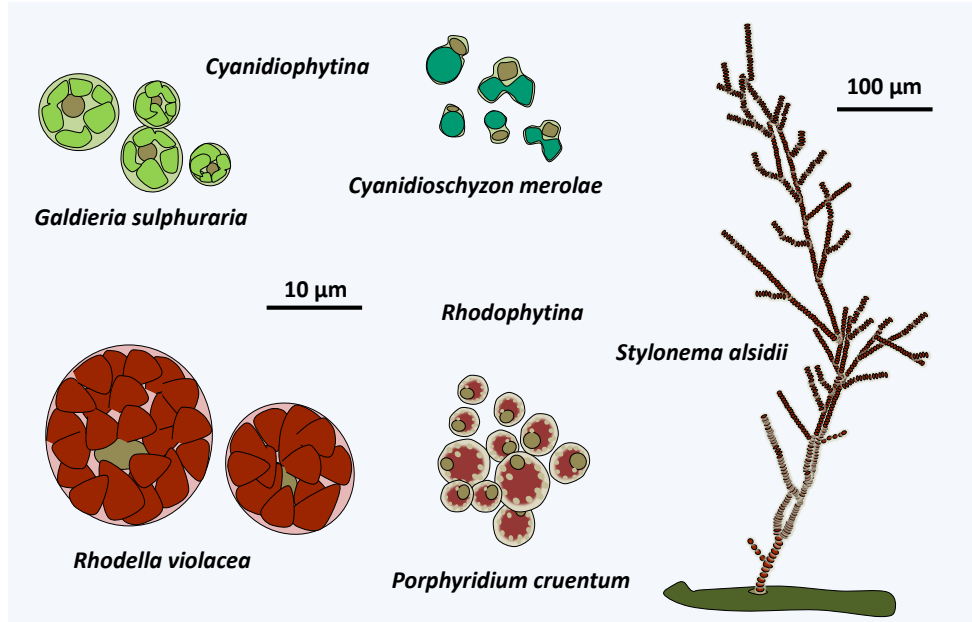 Cyanidiophytina
100 µm
Cyanidioschyzon merolae
Galdieria sulphuraria
10 µm
Rhodophytina
Stylonema alsidii
Rhodella violacea
Porphyridium cruentum